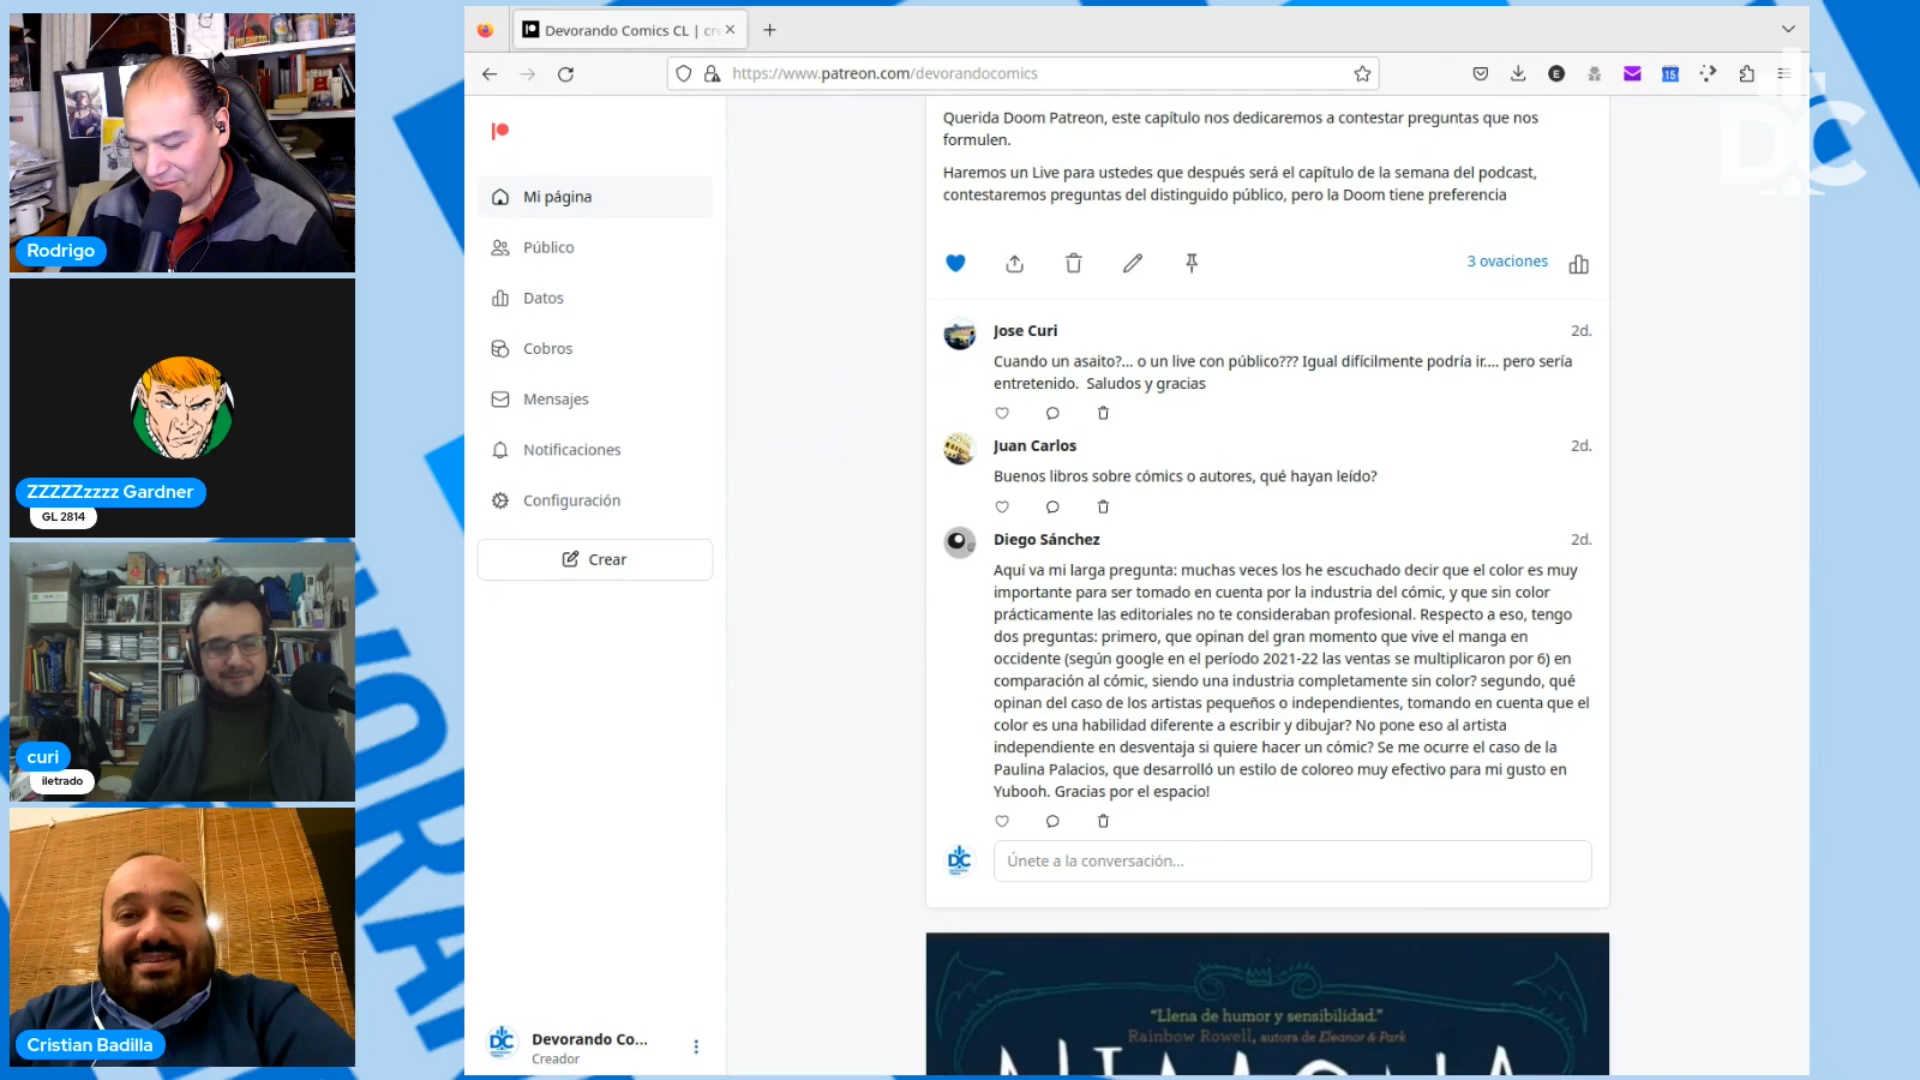 Rodrigo
ZZZZZzzzz Gardner
GL 2814
curi
iletrado
Cristian Badilla
Devorando Comics CL | cr
https://www.patreon.com/devorandocomics
15
DC
Mi página
Público
Datos
Cobros
Mensajes
Notificaciones
Configuración
Crear
DC
Devorando Co...
Creador
Querida Doom Patreon, este capítulo nos dedicaremos a contestar preguntas que nos
formulen.
Haremos un Live para ustedes que después será el capítulo de la semana del podcast,
contestaremos preguntas del distinguido público, pero la Doom tiene preferencia
3 ovaciones
Jose Curi 2d.
Cuando un asaito?... o un live con público??? Igual difícilmente podría ir.... pero sería
entretenido. Saludos y gracias
Juan Carlos 2d.
Buenos libros sobre cómics o autores, qué hayan leído?
Diego Sánchez 2d.
Aquí va mi larga pregunta: muchas veces los he escuchado decir que el color es muy
importante para ser tomado en cuenta por la industria del cómic, y que sin color
prácticamente las editoriales no te consideraban profesional. Respecto a eso, tengo
dos preguntas: primero, que opinan del gran momento que vive el manga en
occidente (según google en el período 2021-22 las ventas se multiplicaron por 6) en
comparación al cómic, siendo una industria completamente sin color? segundo, qué
opinan del caso de los artistas pequeños o independientes, tomando en cuenta que el
color es una habilidad diferente a escribir y dibujar? No pone eso al artista
independiente en desventaja si quiere hacer un cómic? Se me ocurre el caso de la
Paulina Palacios, que desarrolló un estilo de coloreo muy efectivo para mi gusto en
Yubooh. Gracias por el espacio!
DC
Únete a la conversación...
“Llena de humor y sensibilidad.”
Rainbow Rowell, autora de Eleanor & Park
NIMONA